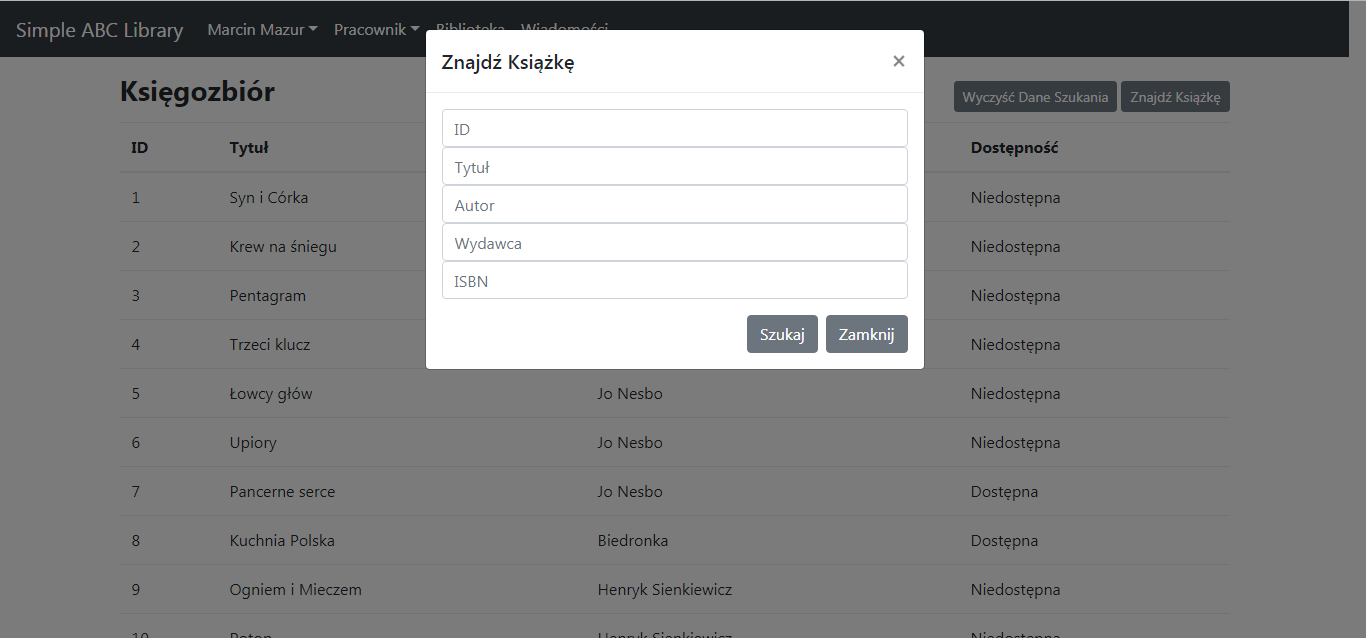 Simple ABC Library Marcin Mazur Pracownik Biblioteka Wiadomości
Znajdź Książkę ×
Księgozbiór
Wyczyść Dane Szukania Znajdź Książkę
ID
Tytuł
Autor
Wydawca
ISBN
Szukaj Zamknij
ID Tytuł Dostępność
1 Syn i Córka Niedostępna
2 Krew na śniegu Niedostępna
3 Pentagram Niedostępna
4 Trzeci klucz Niedostępna
5 Łowcy głów Jo Nesbo Niedostępna
6 Upiory Jo Nesbo Niedostępna
7 Pancerne serce Jo Nesbo Dostępna
8 Kuchnia Polska Biedronka Dostępna
9 Ogniem i Mieczem Henryk Sienkiewicz Niedostępna
10 Potop Henryk Sienkiewicz Niedostępna